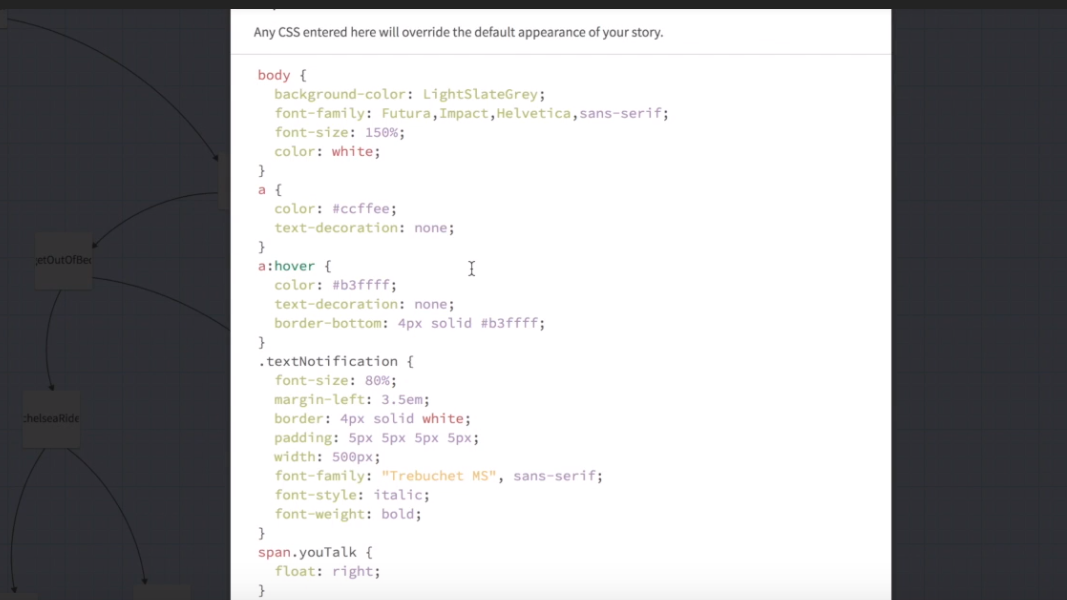 Any CSS entered here will override the default appearance of your story.
body {
  background-color: LightSlateGrey;
  font-family: Futura,Impact,Helvetica,sans-serif;
  font-size: 150%;
  color: white;
}
a {
  color: #ccffee;
  text-decoration: none;
}
a:hover {
  color: #b3ffff;
  text-decoration: none;
  border-bottom: 4px solid #b3ffff;
}
.textNotification {
  font-size: 80%;
  margin-left: 3.5em;
  border: 4px solid white;
  padding: 5px 5px 5px 5px;
  width: 500px;
  font-family: "Trebuchet MS", sans-serif;
  font-style: italic;
  font-weight: bold;
}
span.youTalk {
  float: right;
}
etOutOfBe
helseaRide